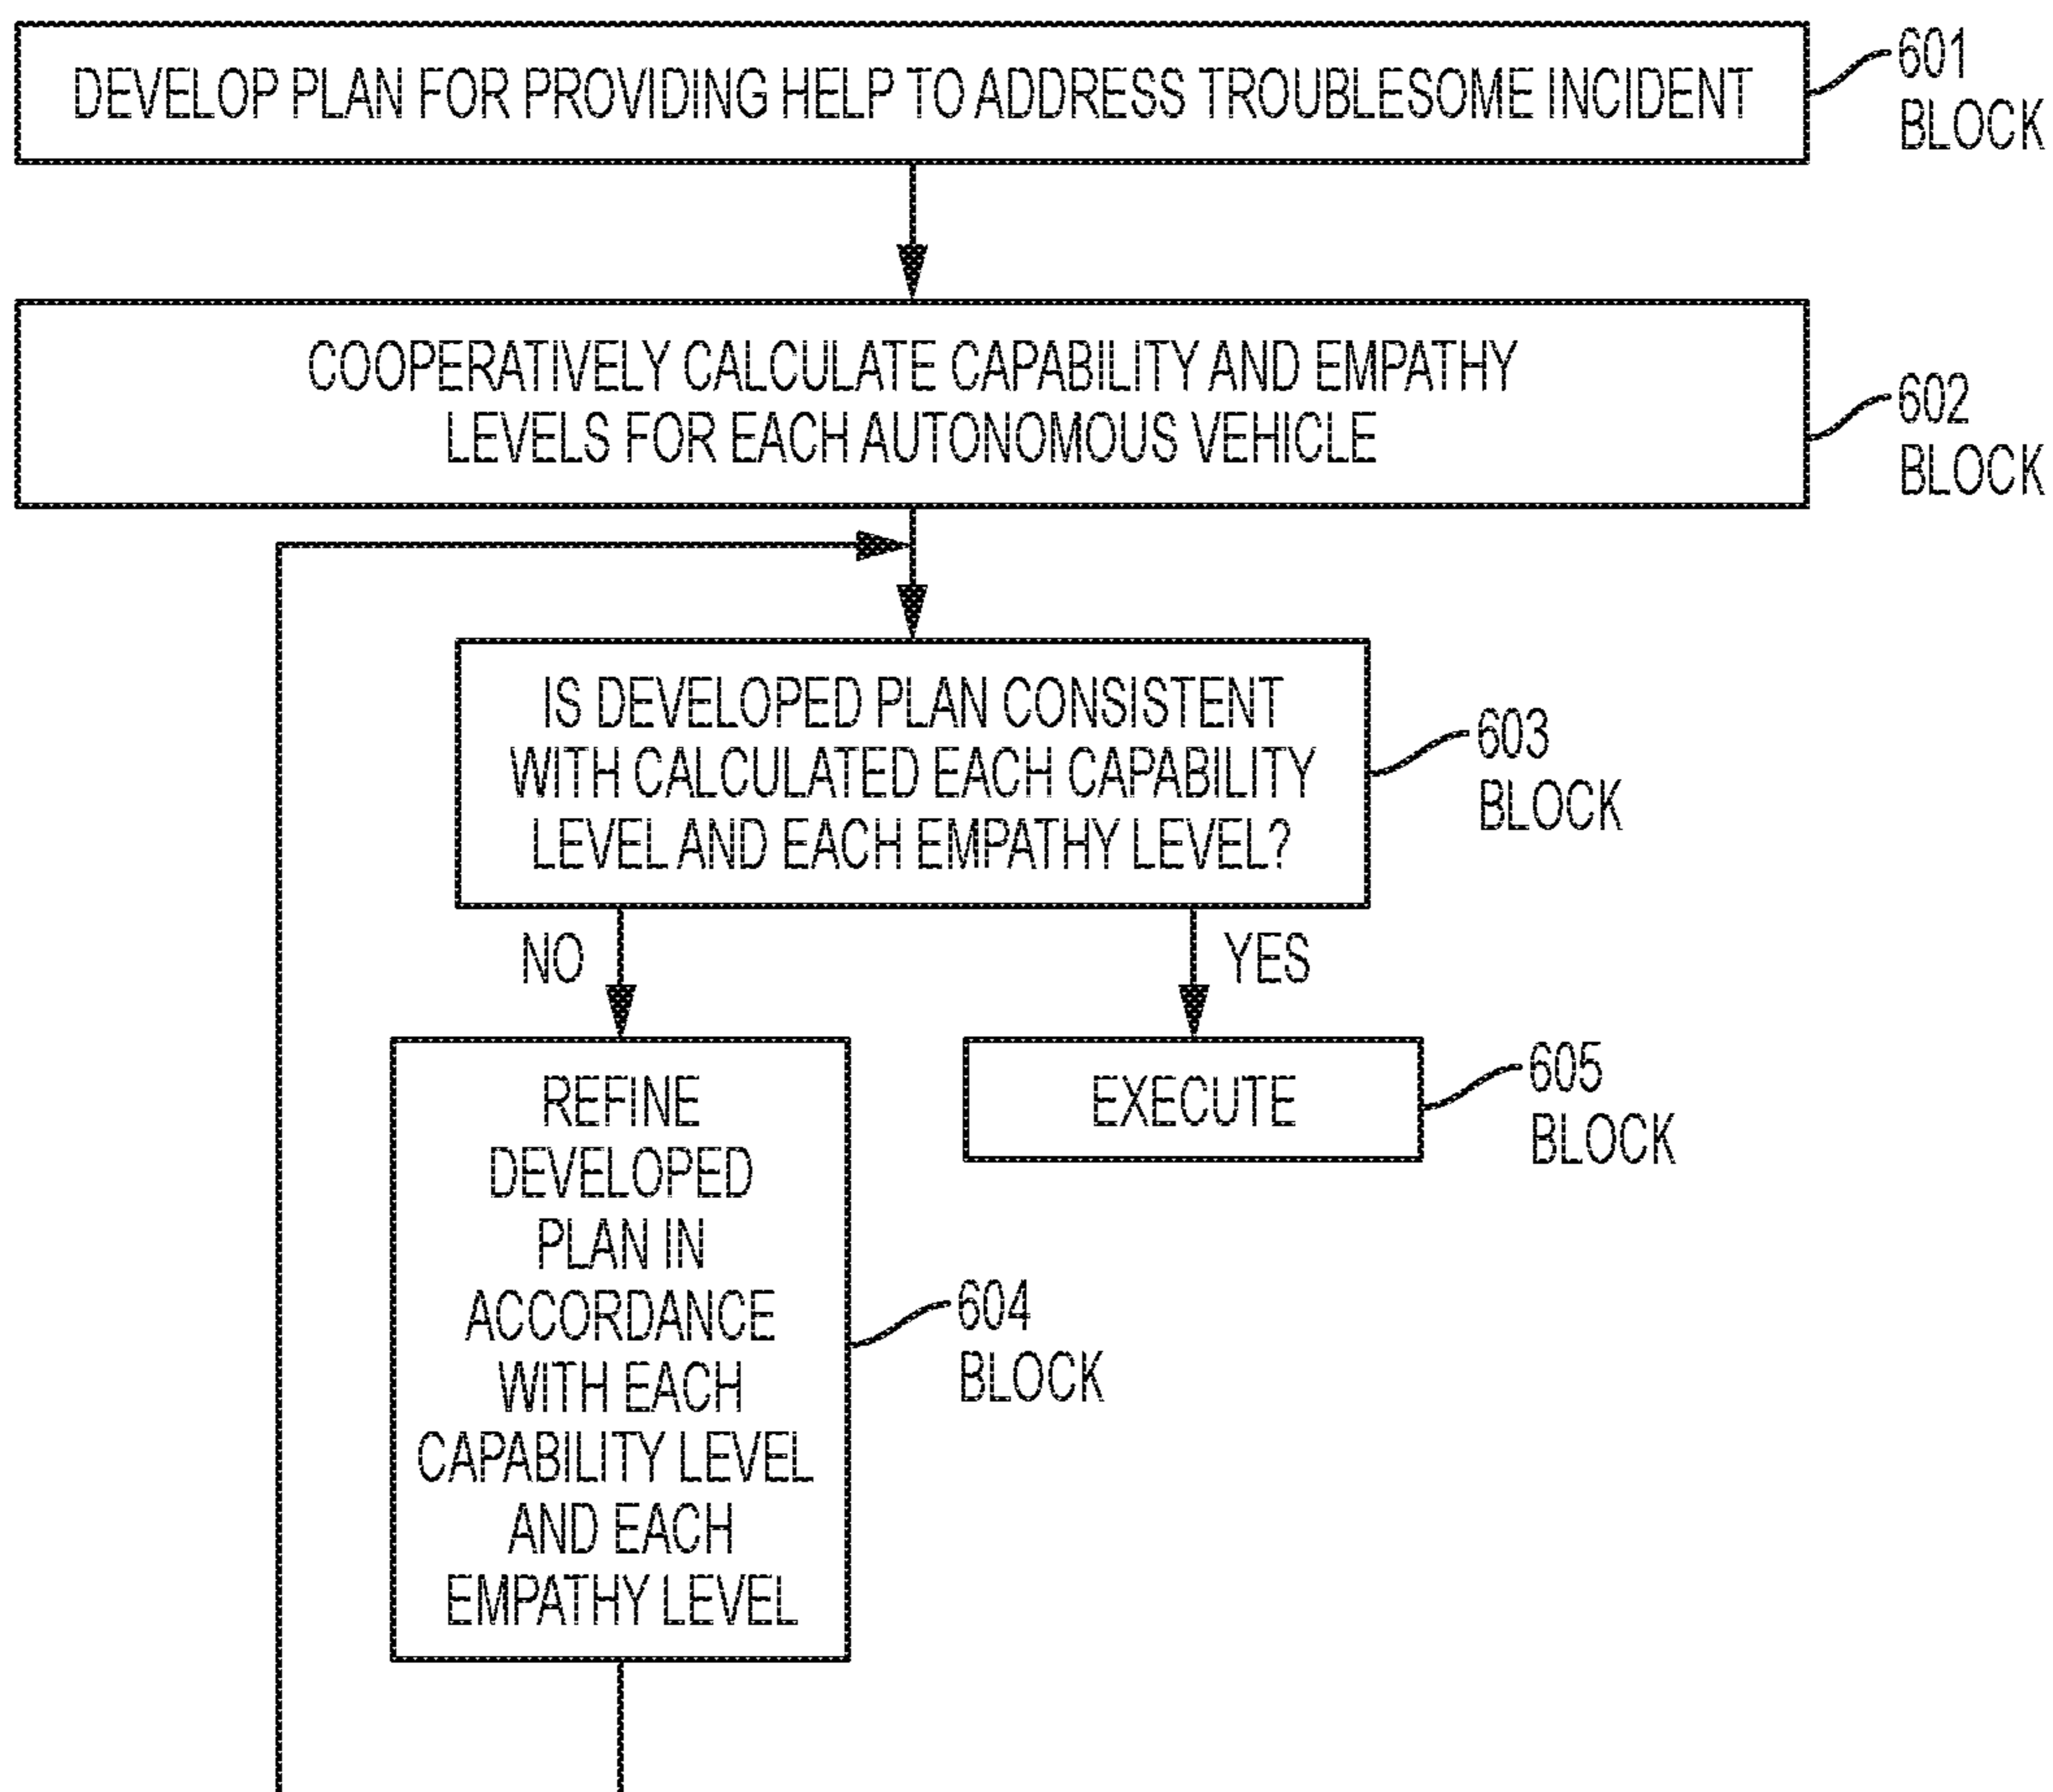 DEVELOP PLAN FOR PROVIDING HELP TO ADDRESS TROUBLESOME INCIDENT
601
BLOCK
COOPERATIVELY CALCULATE CAPABILITY AND EMPATHY
LEVELS FOR EACH AUTONOMOUS VEHICLE
602
BLOCK
IS DEVELOPED PLAN CONSISTENT
WITH CALCULATED EACH CAPABILITY
LEVEL AND EACH EMPATHY LEVEL?
603
BLOCK
NO
YES
REFINE
DEVELOPED
PLAN IN
ACCORDANCE
WITH EACH
CAPABILITY LEVEL
AND EACH
EMPATHY LEVEL
604
BLOCK
EXECUTE
605
BLOCK